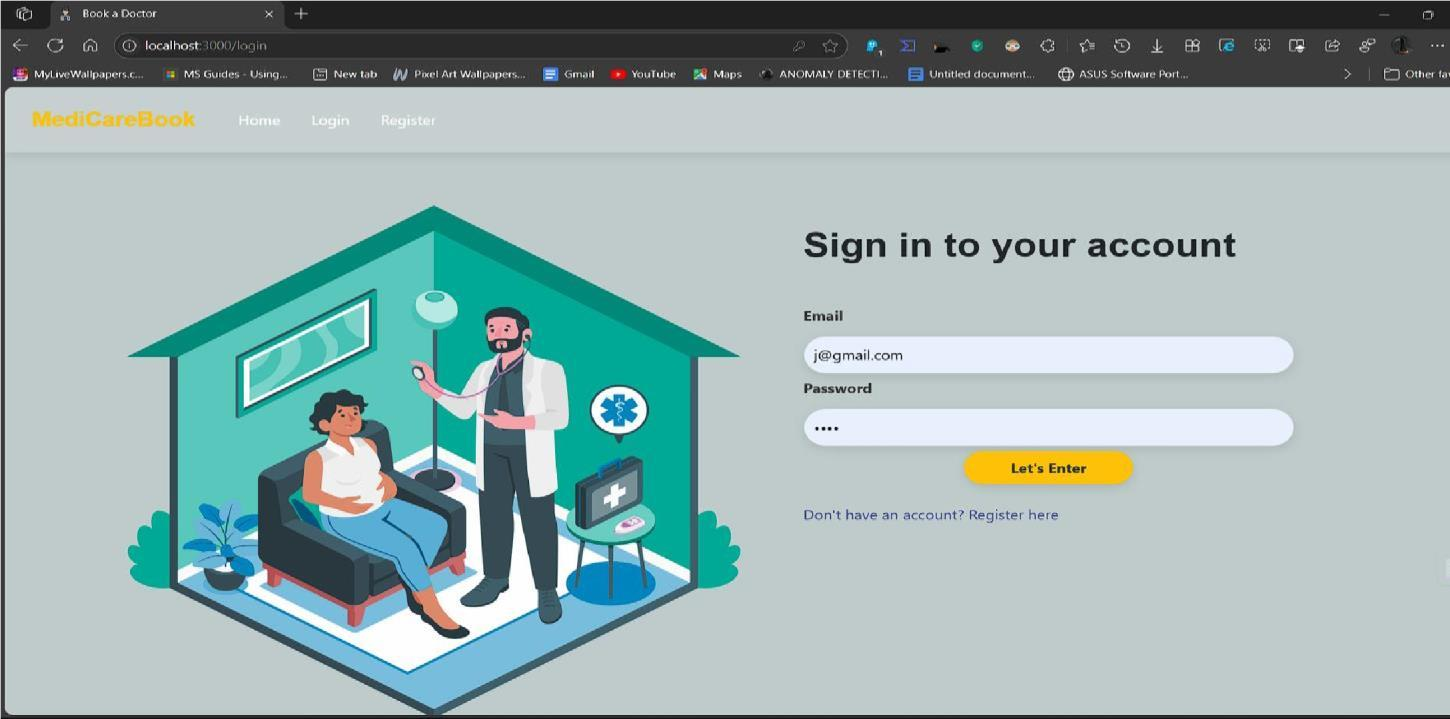 Book a Doctor
localhost:3000/login
MyLiveWallpapers.c... MS Guides - Using... New tab Pixel Art Wallpapers... Gmail YouTube Maps ANOMALY DETECTI... Untitled document... ASUS Software Port... Other fav
MediCareBook Home Login Register
Sign in to your account
Email
j@gmail.com
Password
••••
Let's Enter
Don't have an account? Register here